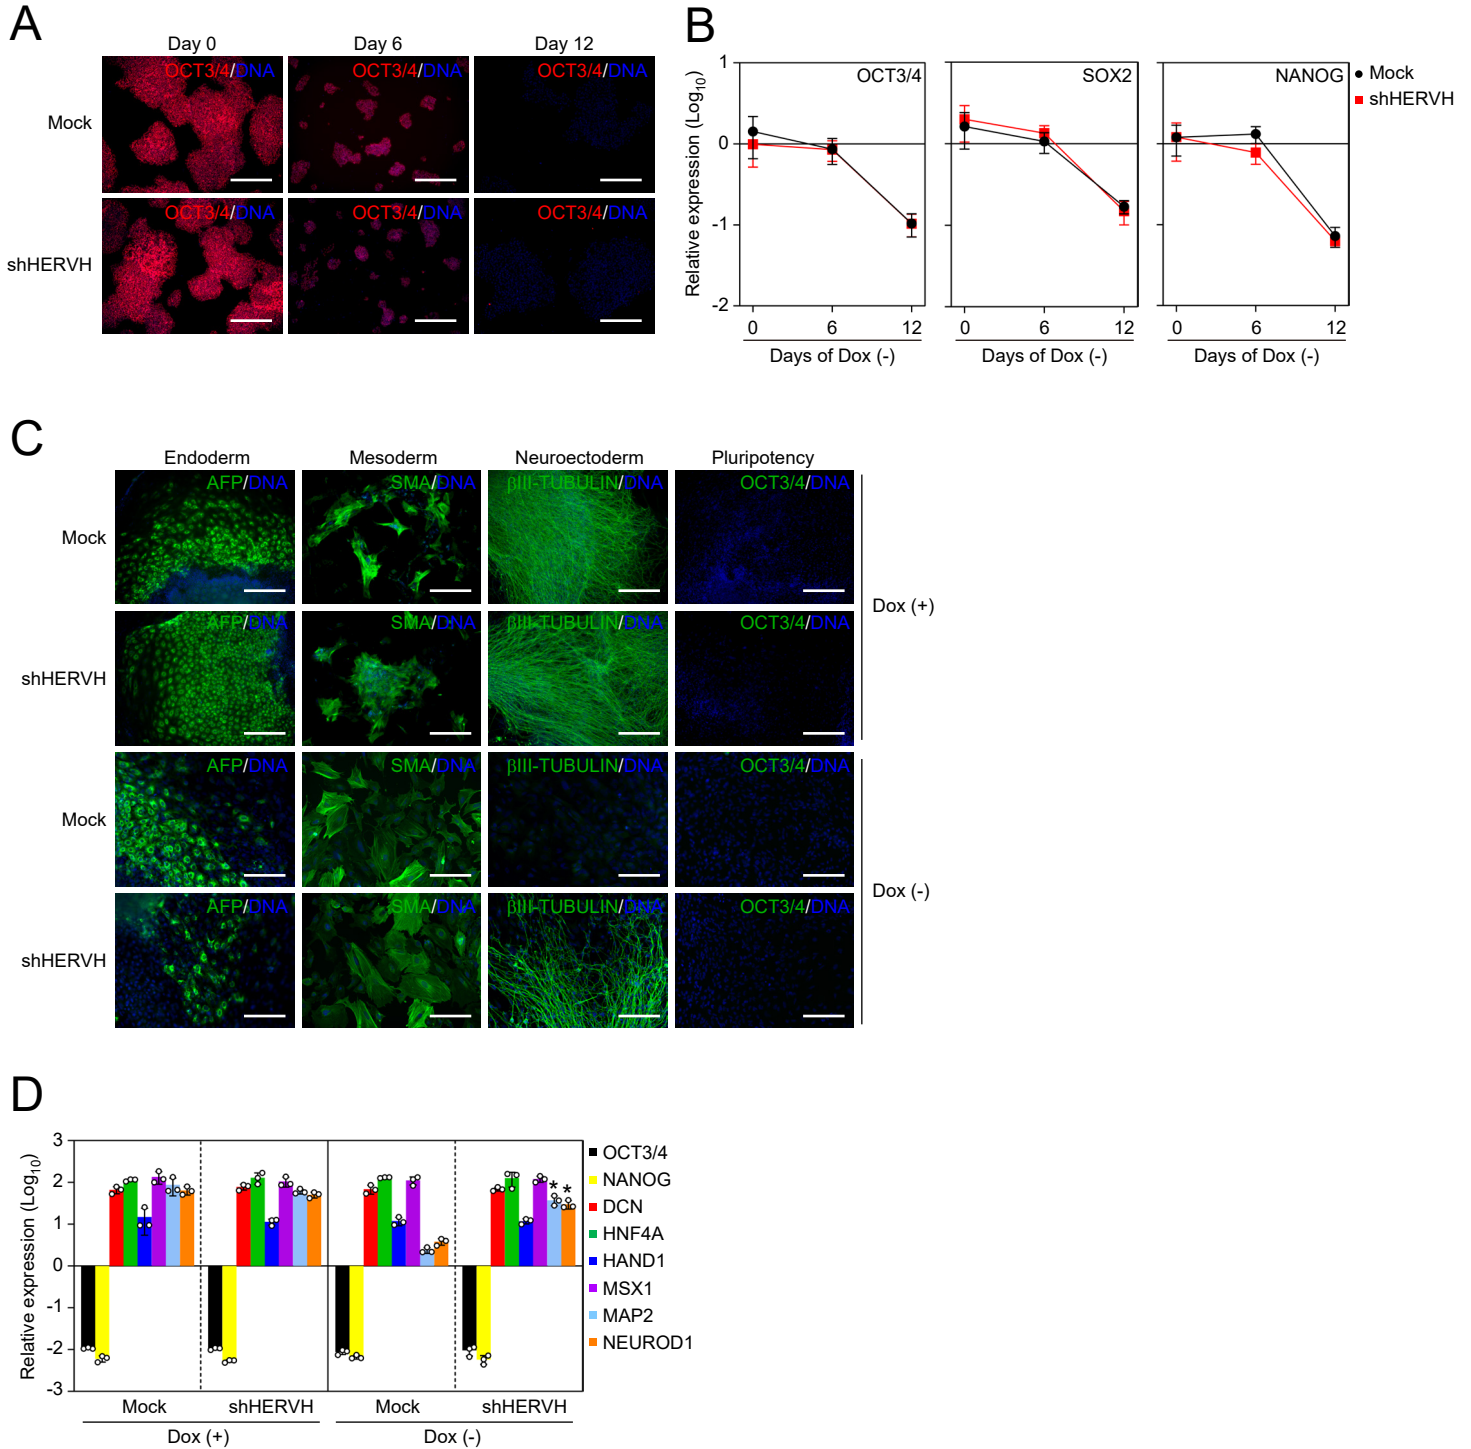 A
Day 0
Day 6
Day 12
Mock
OCT3/4/DNA
OCT3/4/DNA
OCT3/4/DNA
shHERVH
OCT3/4/DNA
OCT3/4/DNA
OCT3/4/DNA
B
Relative expression (Log10)
1
0
-1
-2
OCT3/4
SOX2
NANOG
Mock
shHERVH
0 6 12
0 6 12
0 6 12
Days of Dox (-)
Days of Dox (-)
Days of Dox (-)
C
Endoderm
Mesoderm
Neuroectoderm
Pluripotency
Mock
AFP/DNA
SMA/DNA
βIII-TUBULIN/DNA
OCT3/4/DNA
shHERVH
AFP/DNA
SMA/DNA
βIII-TUBULIN/DNA
OCT3/4/DNA
Dox (+)
Mock
AFP/DNA
SMA/DNA
βIII-TUBULIN/DNA
OCT3/4/DNA
shHERVH
AFP/DNA
SMA/DNA
βIII-TUBULIN/DNA
OCT3/4/DNA
Dox (-)
D
Relative expression (Log10)
3
2
1
0
-1
-2
-3
* *
OCT3/4
NANOG
DCN
HNF4A
HAND1
MSX1
MAP2
NEUROD1
Mock
shHERVH
Mock
shHERVH
Dox (+)
Dox (-)